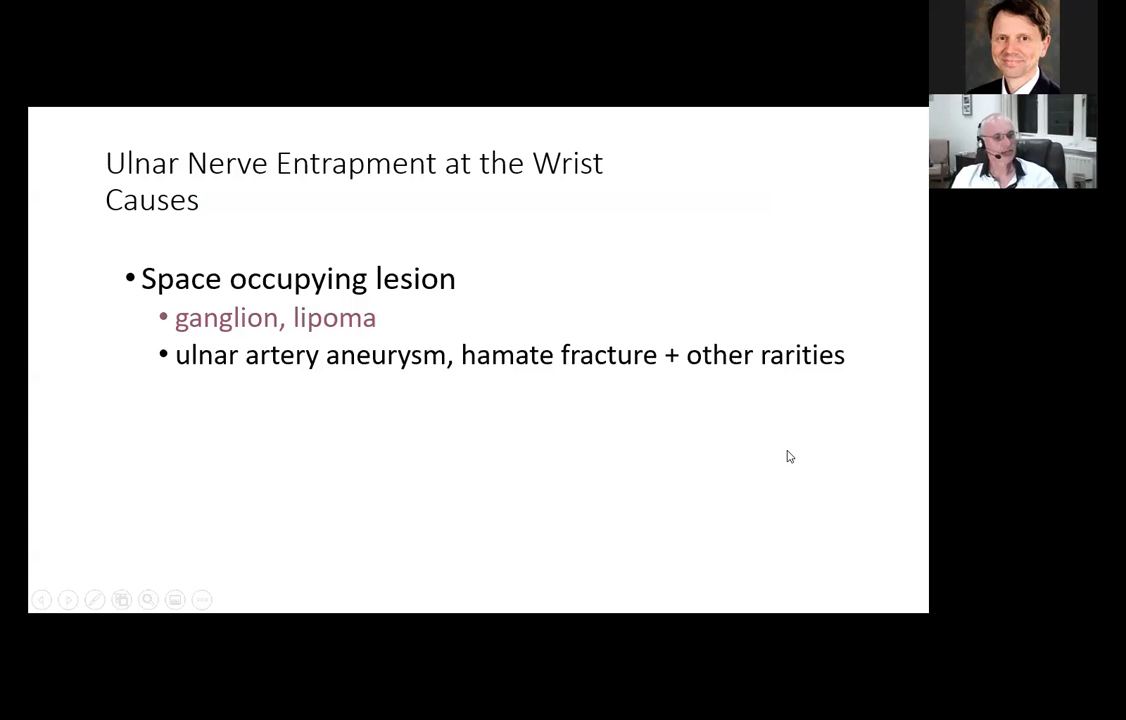 Ulnar Nerve Entrapment at the Wrist
Causes
• Space occupying lesion
• ganglion, lipoma
• ulnar artery aneurysm, hamate fracture + other rarities